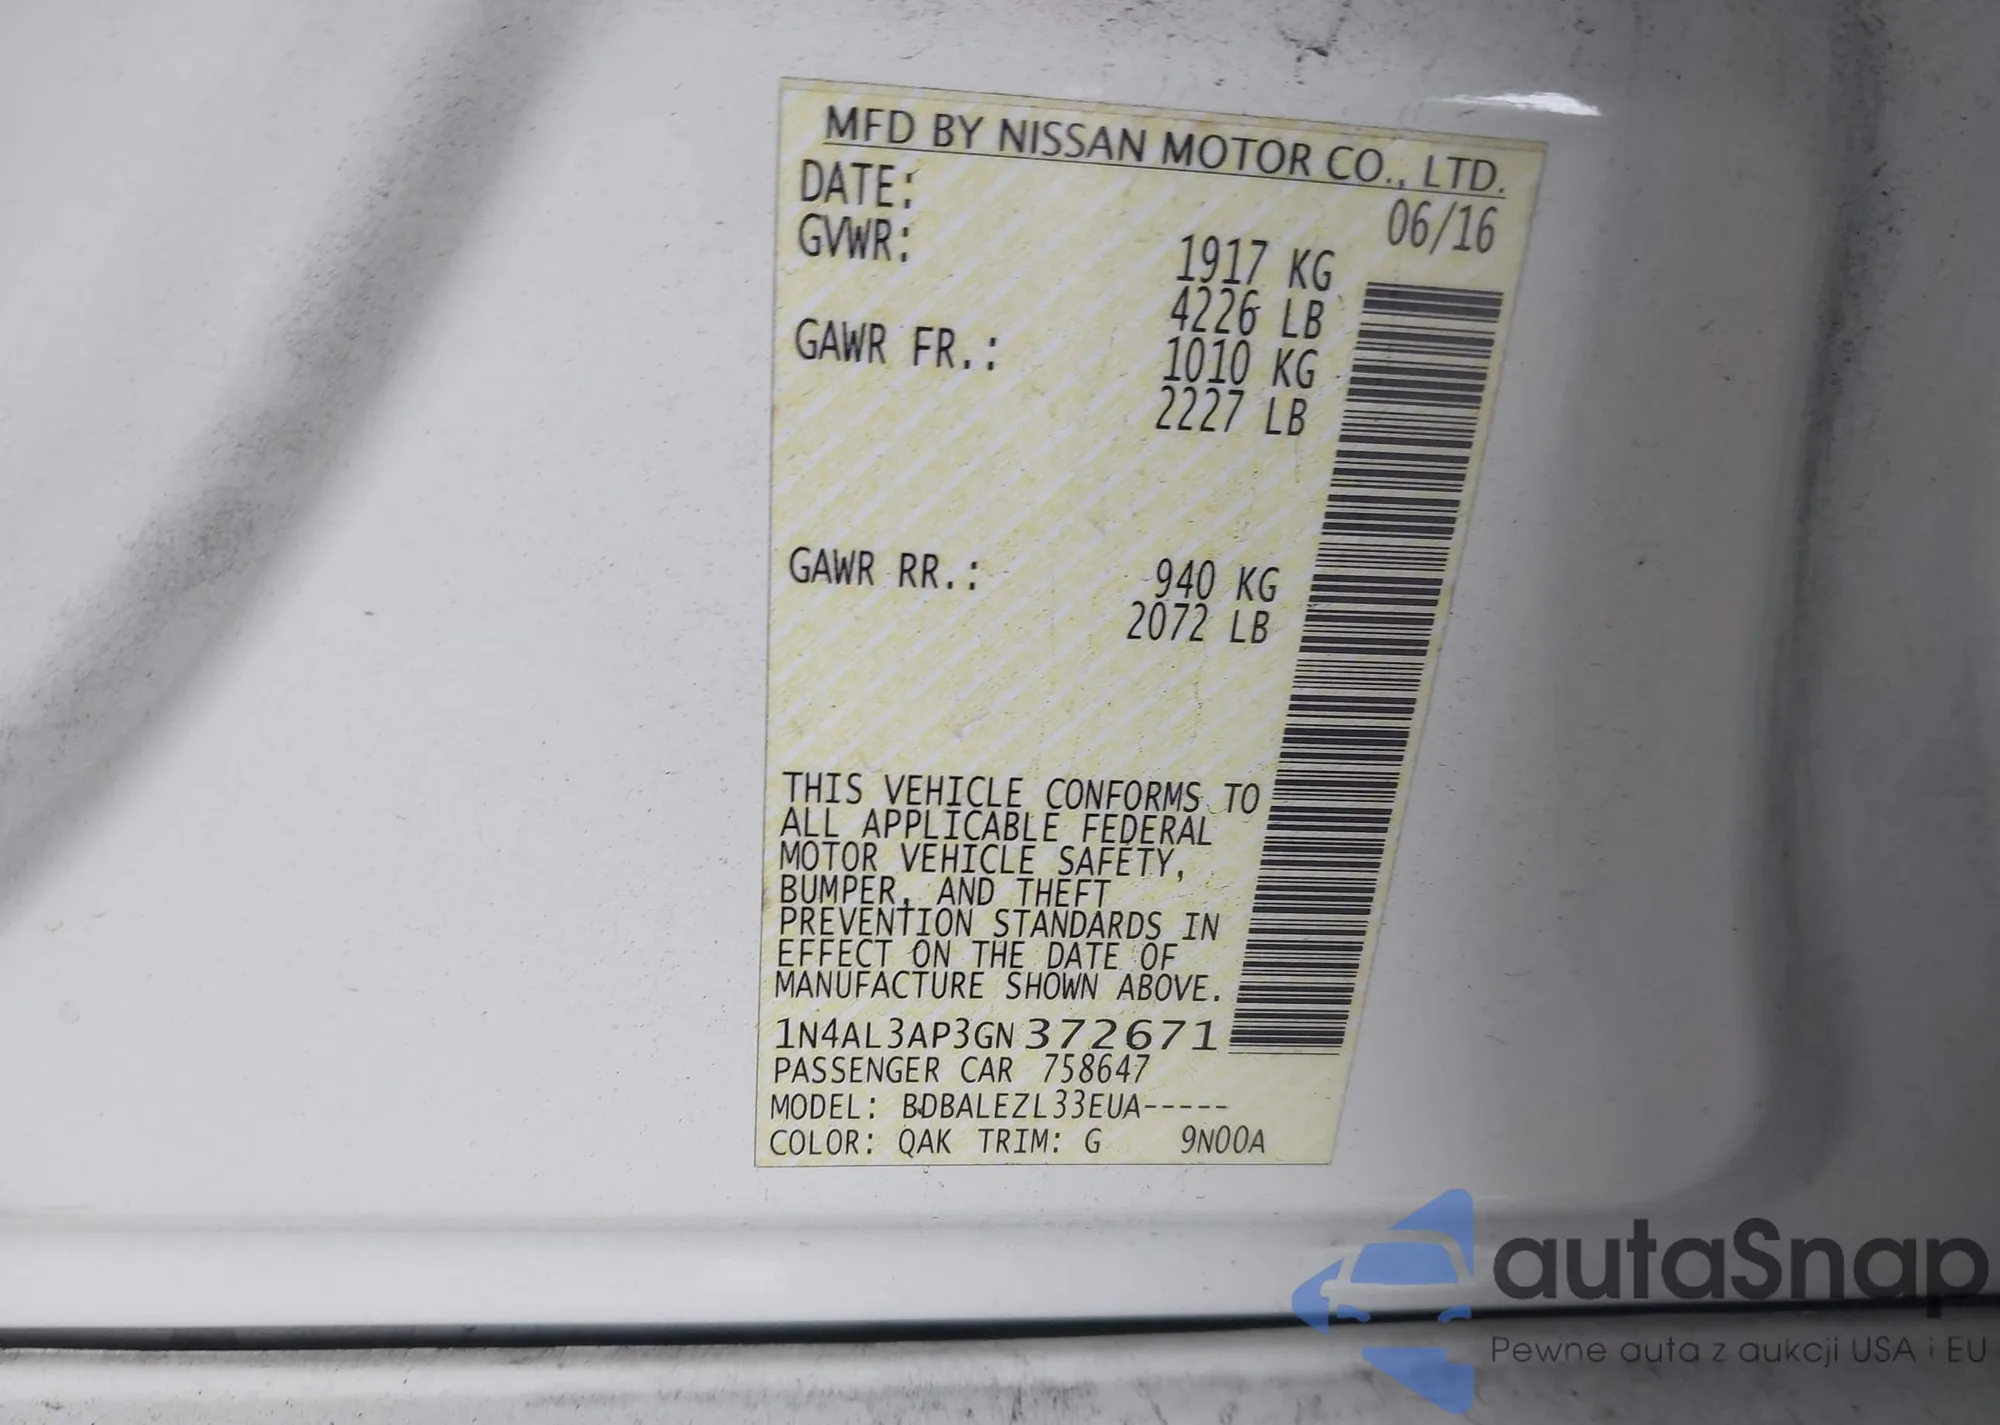 MFD BY NISSAN MOTOR CO., LTD.
DATE: 06/16
GVWR: 1917 KG
4226 LB
GAWR FR.: 1010 KG
2227 LB
GAWR RR.: 940 KG
2072 LB
THIS VEHICLE CONFORMS TO
ALL APPLICABLE FEDERAL
MOTOR VEHICLE SAFETY,
BUMPER, AND THEFT
PREVENTION STANDARDS IN
EFFECT ON THE DATE OF
MANUFACTURE SHOWN ABOVE.
1N4AL3AP3GN372671
PASSENGER CAR 758647
MODEL: BDBALEZL33EUA-----
COLOR: QAK TRIM: G 9N00A
autaSnap
Pewne auta z aukcji USA i EU